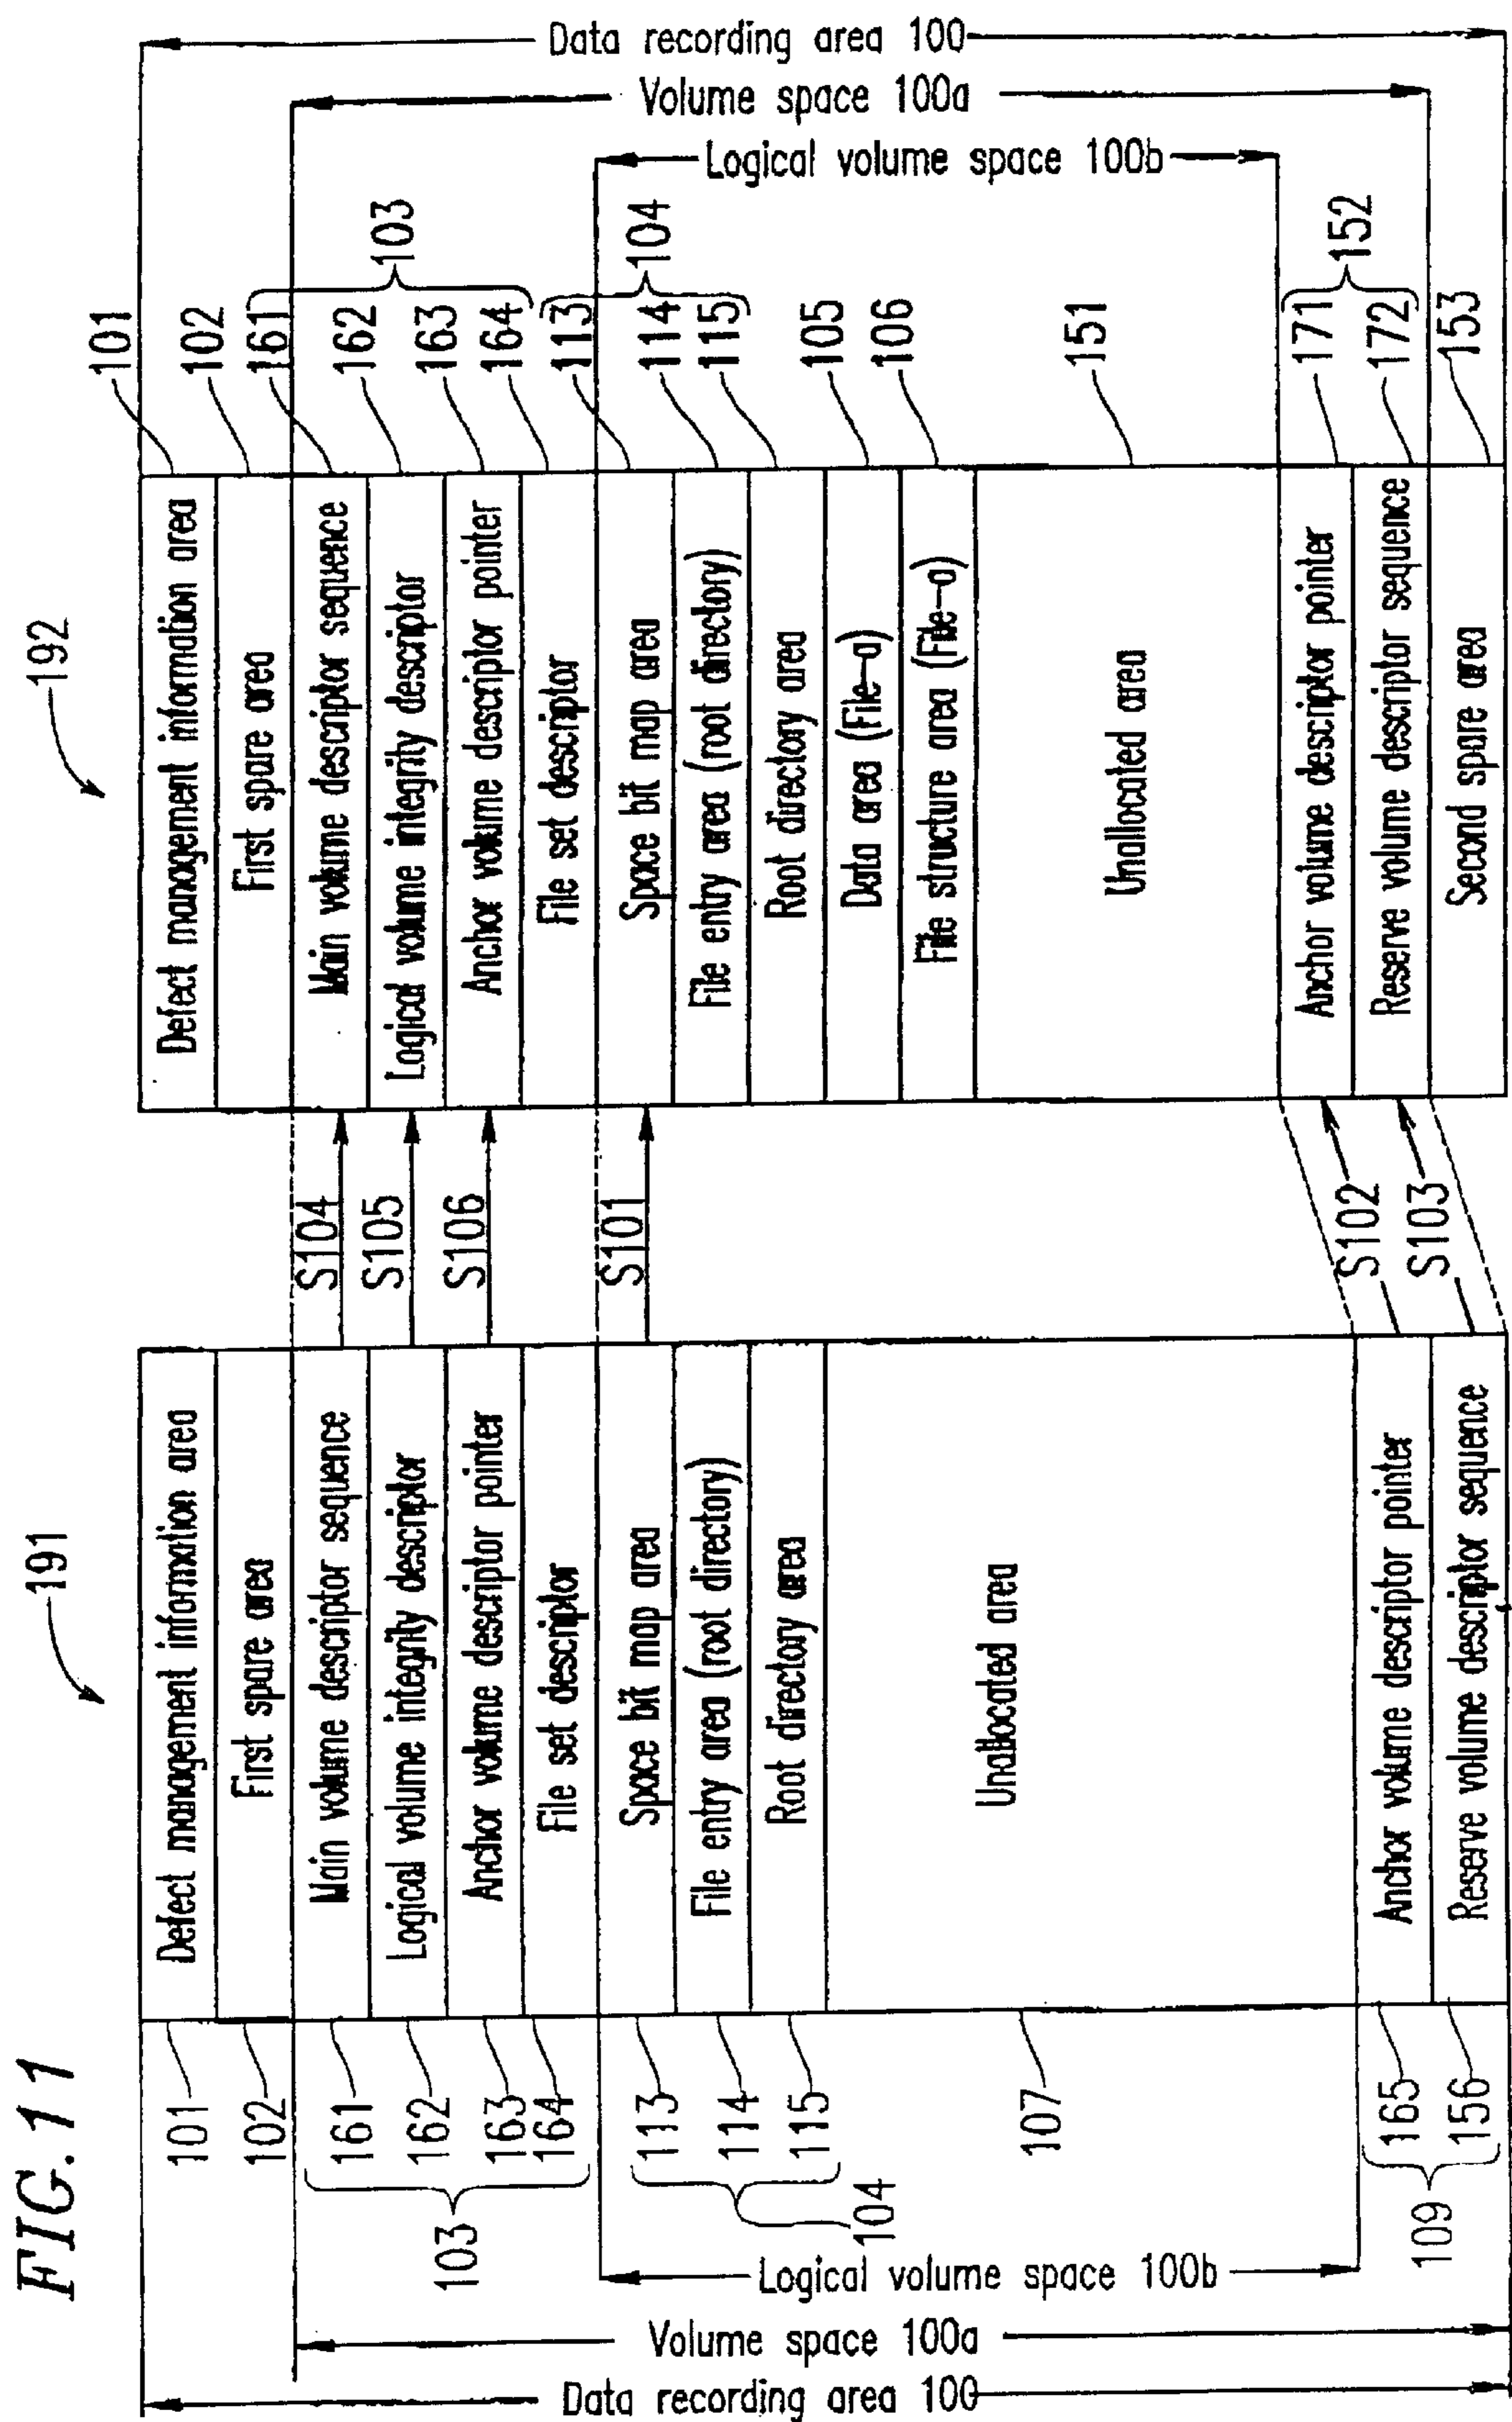 FIG. 11
191
Data recording area 100
Volume space 100a
Logical volume space 100b
103
104
109
101
102
161
162
163
164
113
114
115
107
165
156
Defect management information area
First spare area
Main volume descriptor sequence
Logical volume integrity descriptor
Anchor volume descriptor pointer
File set descriptor
Space bit map area
File entry area (root directory)
Root directory area
Unallocated area
Anchor volume descriptor pointer
Reserve volume descriptor sequence
S104
S105
S106
S101
S102
S103
192
Defect management information area
First spare area
Main volume descriptor sequence
Logical volume integrity descriptor
Anchor volume descriptor pointer
File set descriptor
Space bit map area
File entry area (root directory)
Root directory area
Data area (File-a)
File structure area (File-a)
Unallocated area
Anchor volume descriptor pointer
Reserve volume descriptor sequence
Second spare area
101
102
161
162
163
164
113
114
115
105
106
151
171
172
153
103
104
152
Logical volume space 100b
Volume space 100a
Data recording area 100